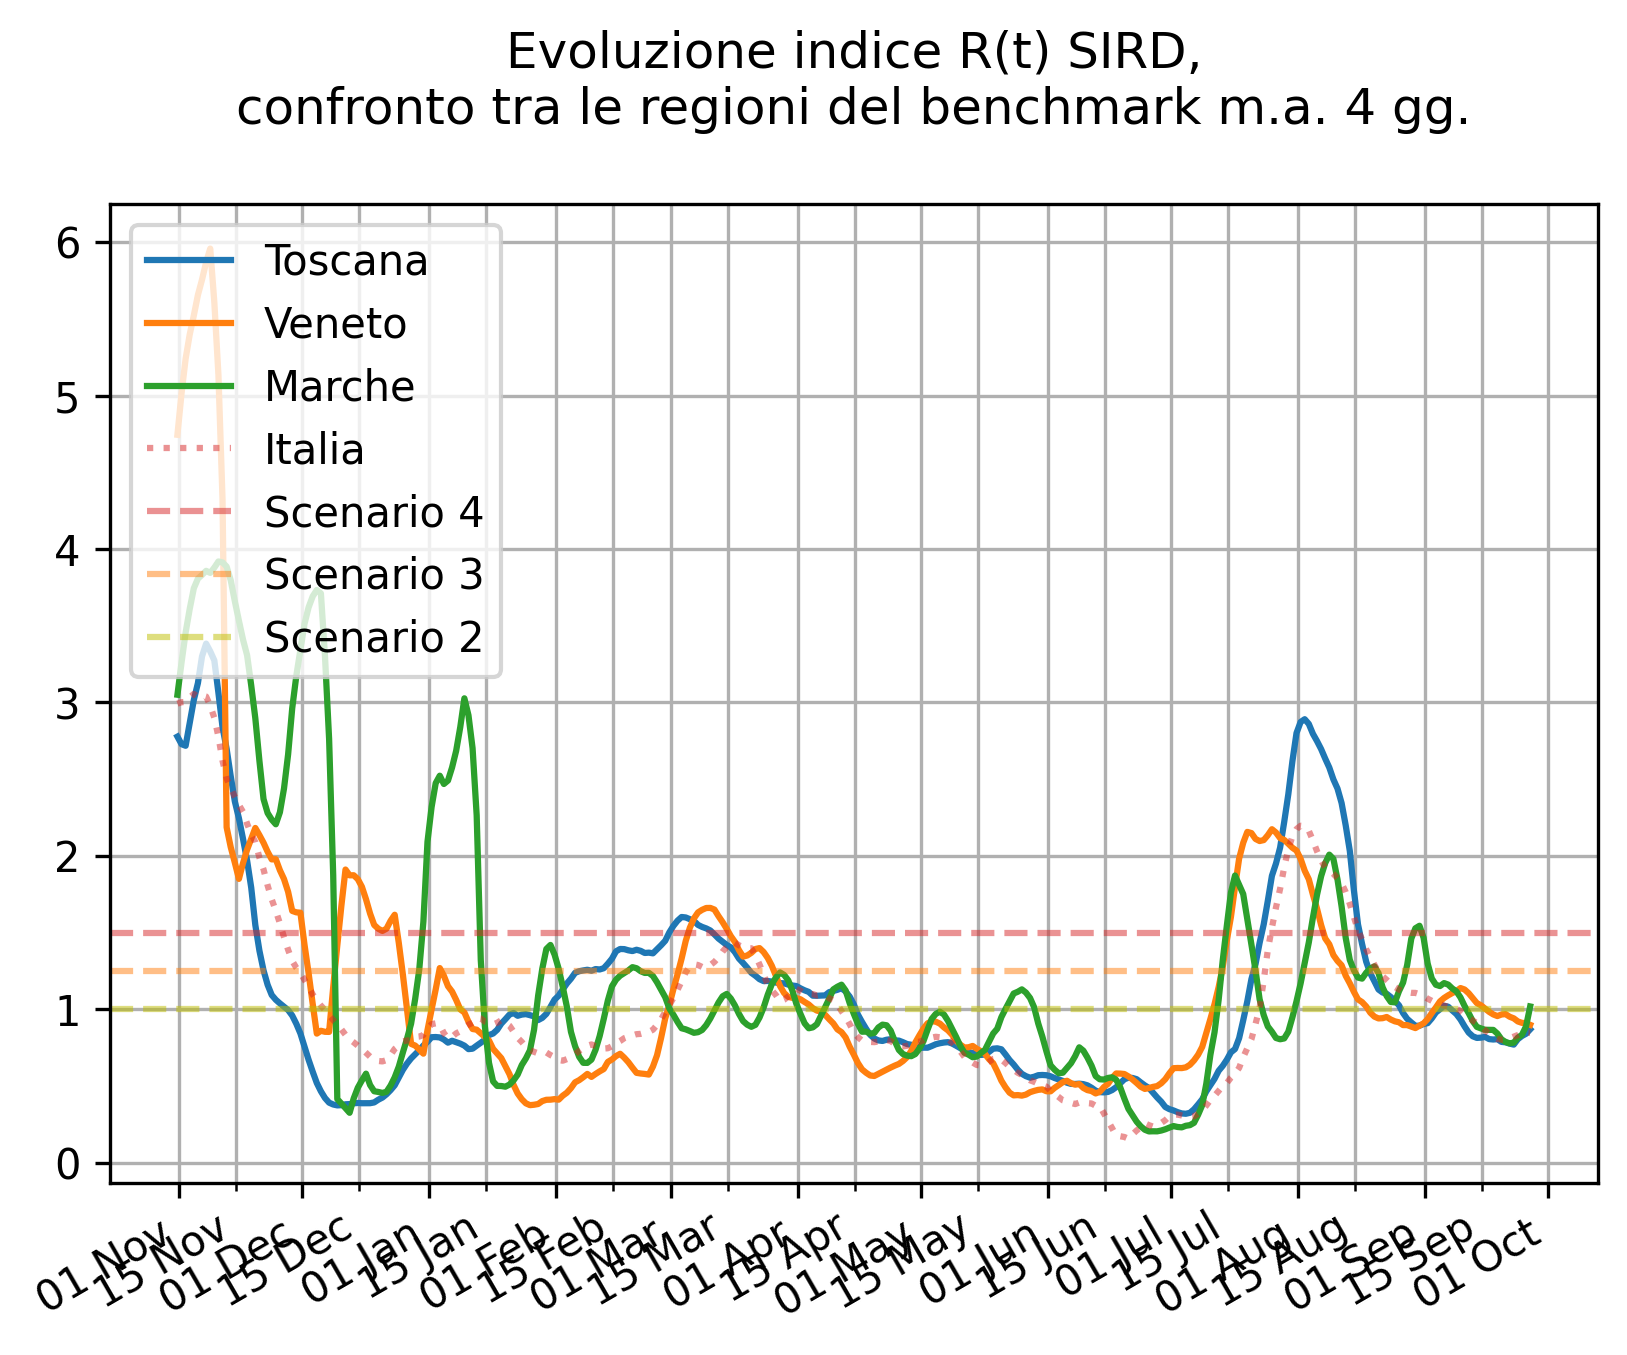 Evoluzione indice R(t) SIRD,
confronto tra le regioni del benchmark m.a. 4 gg.
6
5
4
3
2
1
0
Toscana
Veneto
Marche
Italia
Scenario 4
Scenario 3
Scenario 2
01 Nov
15 Nov
01 Dec
15 Dec
01 Jan
15 Jan
01 Feb
15 Feb
01 Mar
15 Mar
01 Apr
15 Apr
01 May
15 May
01 Jun
15 Jun
01 Jul
15 Jul
01 Aug
15 Aug
01 Sep
15 Sep
01 Oct